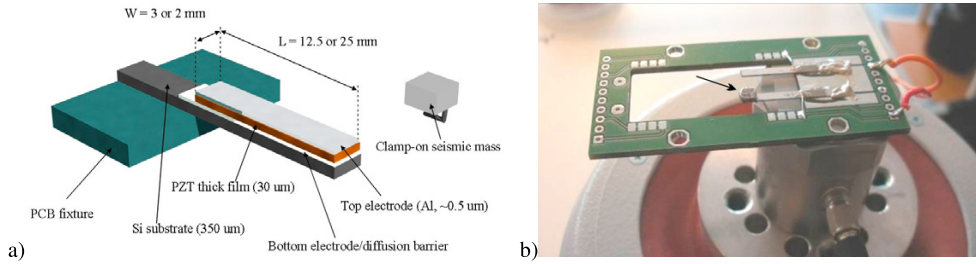 W = 3 or 2 mm
L = 12.5 or 25 mm
Clamp-on seismic mass
PZT thick film (30 um)
PCB fixture
Top electrode (Al, ~0.5 um)
Si substrate (350 um)
Bottom electrode/diffusion barrier
a)
b)